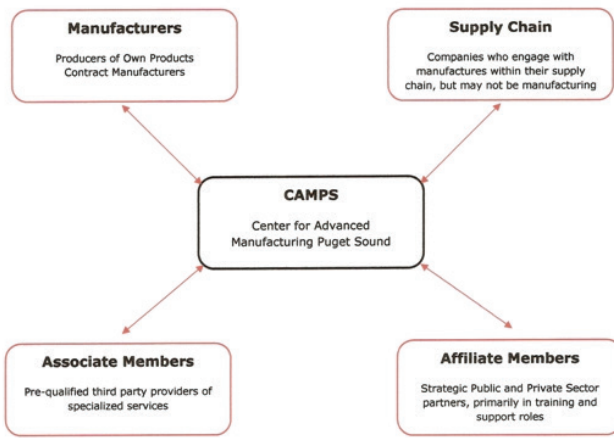 Manufacturers
Producers of Own Products
Contract Manufacturers
Supply Chain
Companies who engage with
manufactures within their supply
chain, but may not be manufacturing
CAMPS
Center for Advanced
Manufacturing Puget Sound
Associate Members
Pre-qualified third party providers of
specialized services
Affiliate Members
Strategic Public and Private Sector
partners, primarily in training and
support roles